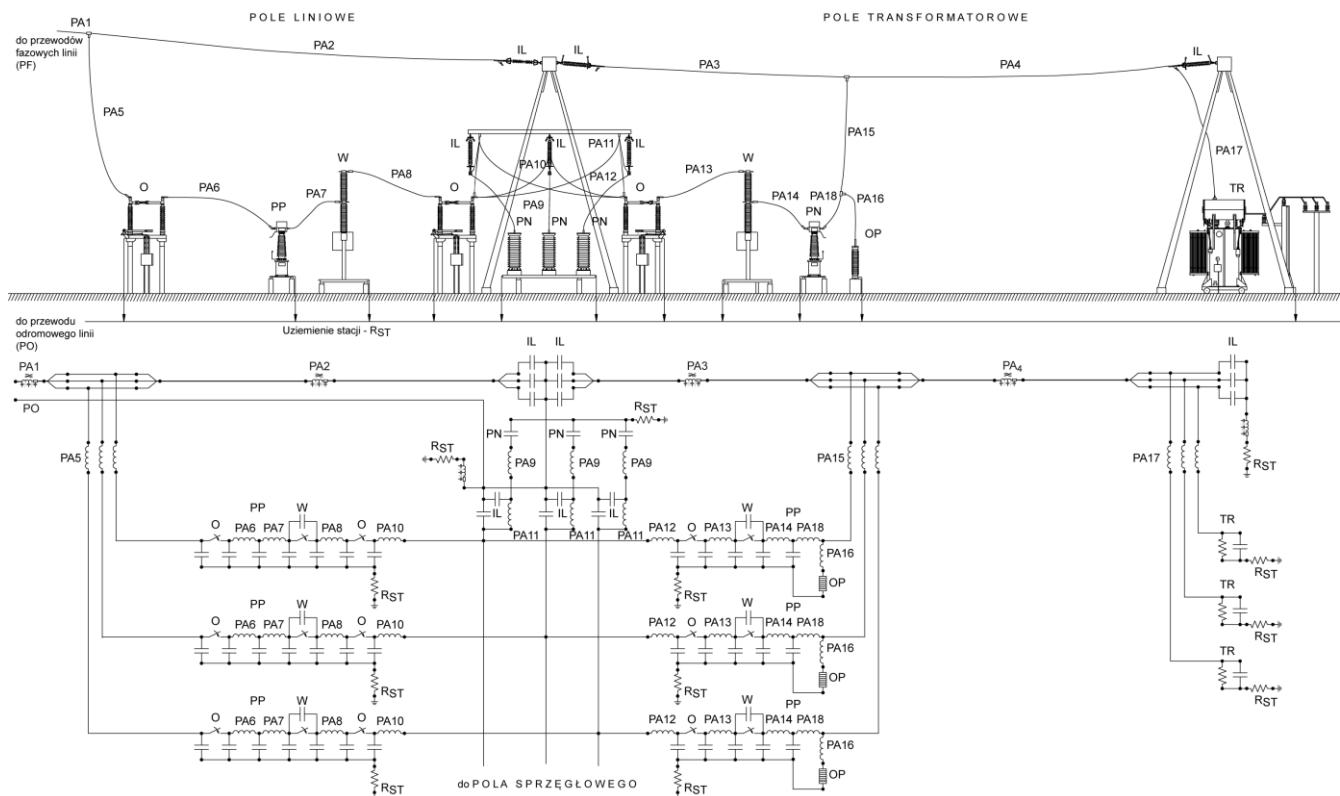 POLE LINIOWE
POLE TRANSFORMATOROWE
PA1
do przewodów
fazowych linii
(PF)
PA2
IL
IL
PA3
PA4
IL
PA5
PA15
PA17
IL
PA10
IL
PA11
IL
W
PA8
O
PA12
O
PA13
W
O
PA6
PP
PA7
PA9
PN
PN
PN
PA14
PA18
PN
PA16
OP
TR
do przewodu
odromowego linii
(PO)
Uziemienie stacji - RST
IL
IL
IL
PA1
PA2
PA3
PA4
PO
RST
PN
PN
PN
RST
PA5
PA9
PA9
PA9
PA15
PA17
RST
IL
IL
IL
PA11
PA11
PA11
O
PP
PA6
PA7
W
PA8
O
PA10
PA12
O
PA13
W
PP
PA14
PA18
PA16
OP
RST
RST
TR
RST
O
PP
PA6
PA7
W
PA8
O
PA10
PA12
O
PA13
W
PP
PA14
PA18
PA16
OP
RST
RST
TR
RST
O
PP
PA6
PA7
W
PA8
O
PA10
PA12
O
PA13
W
PP
PA14
PA18
PA16
OP
RST
RST
TR
RST
do POLA SPRZĘGŁOWEGO